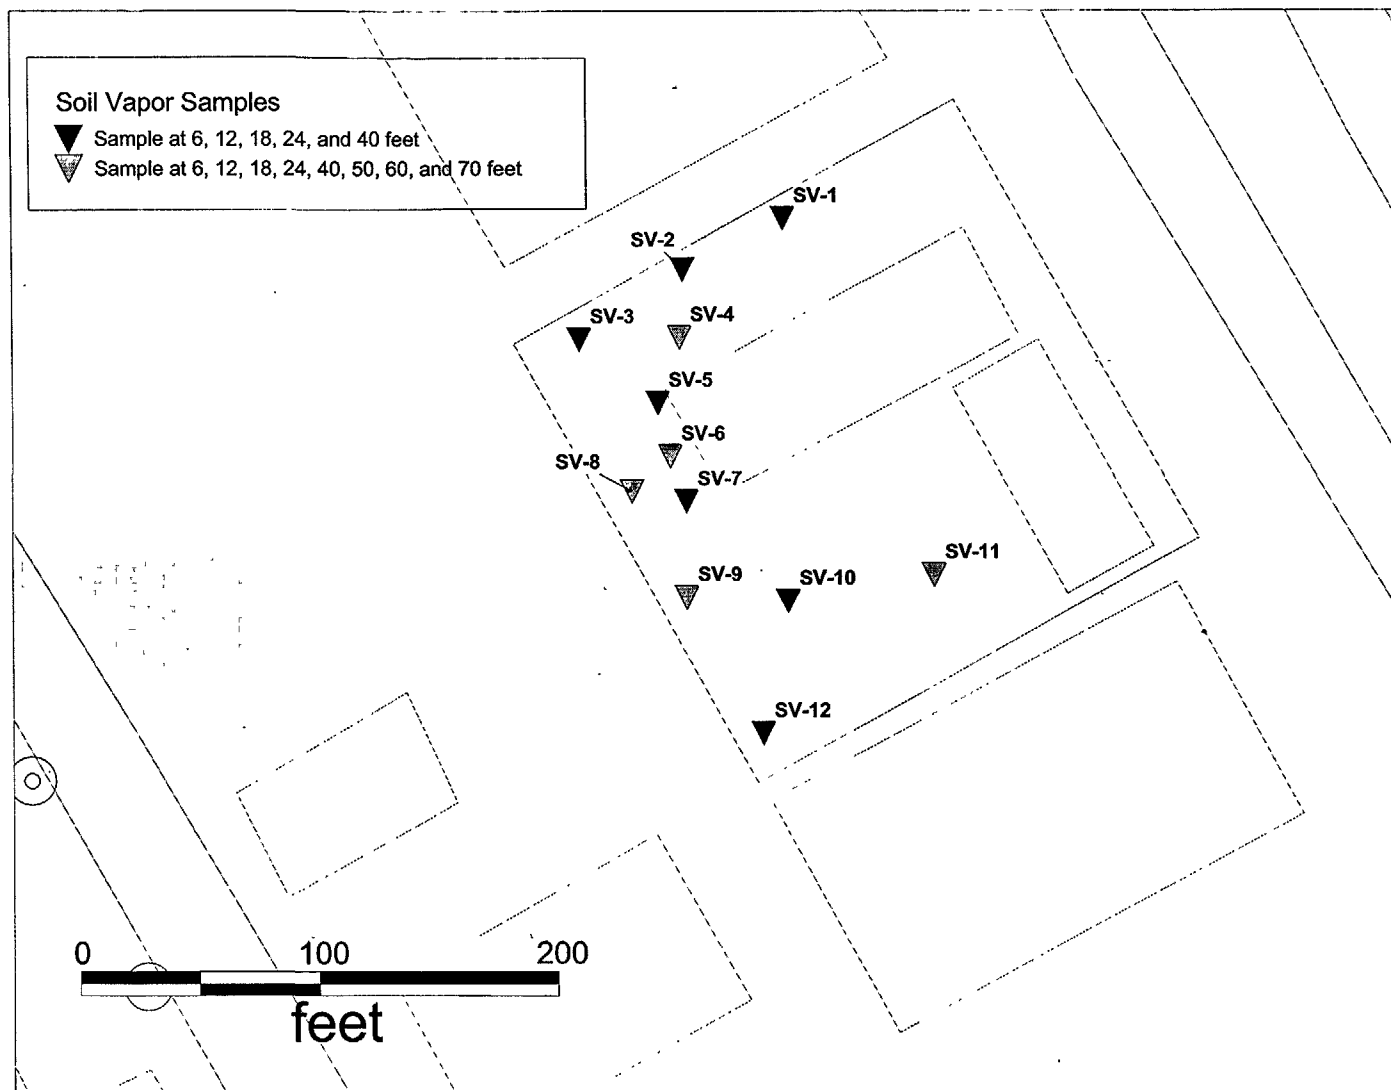 Soil Vapor Samples
Sample at 6, 12, 18, 24, and 40 feet
Sample at 6, 12, 18, 24, 40, 50, 60, and 70 feet
SV-1
SV-2
SV-3
SV-4
SV-5
SV-6
SV-8
SV-7
SV-11
SV-9
SV-10
SV-12
0 100 200
feet